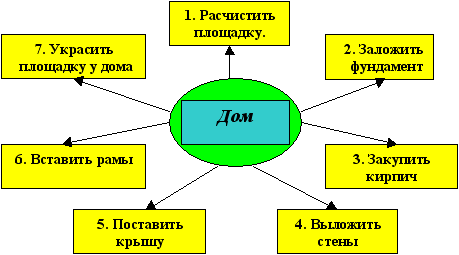 1. Расчистить
площадку.
2. Заложить
фундамент
3. Закупить
кирпич
4. Выложить
стены
5. Поставить
крышу
6. Вставить рамы
7. Украсить
площадку у дома
Дом